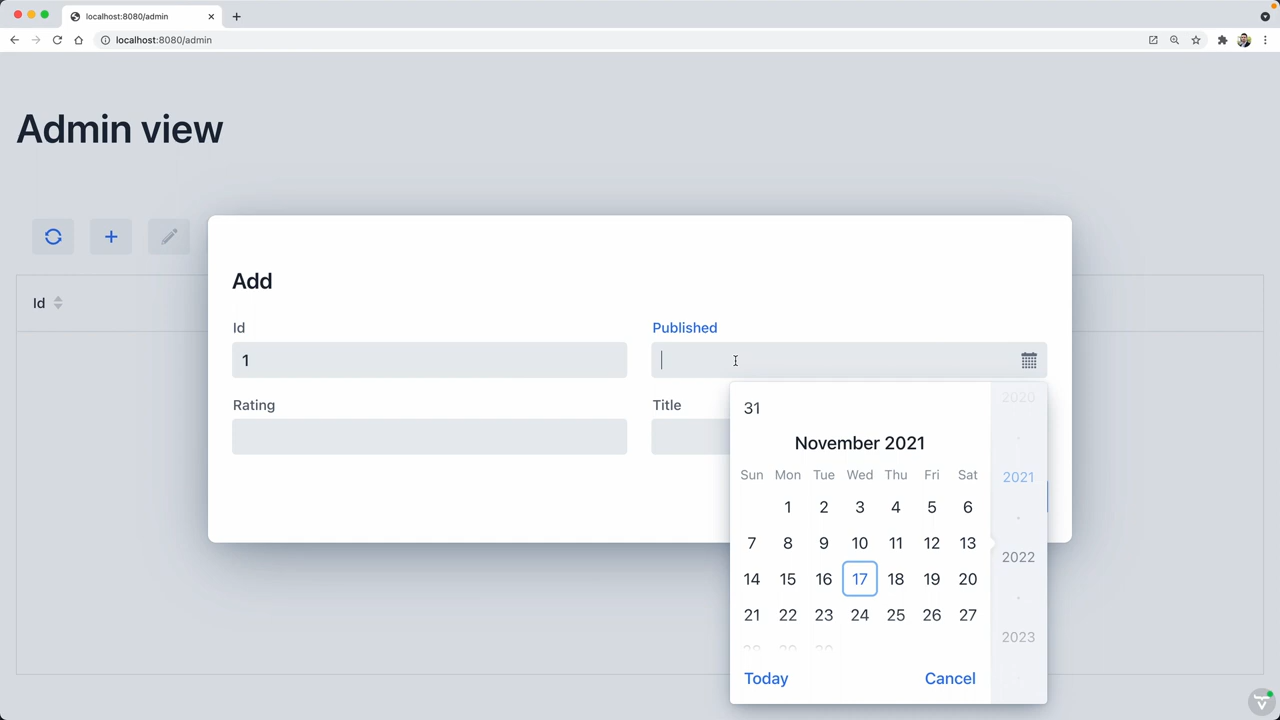 localhost:8080/admin
localhost:8080/admin
Admin view
Id
Add
Id
Published
1
Rating
Title
31
November 2021
Sun Mon Tue Wed Thu Fri Sat
1 2 3 4 5 6
7 8 9 10 11 12 13
14 15 16 17 18 19 20
21 22 23 24 25 26 27
28 29 30
Today
Cancel
2020
2021
2022
2023